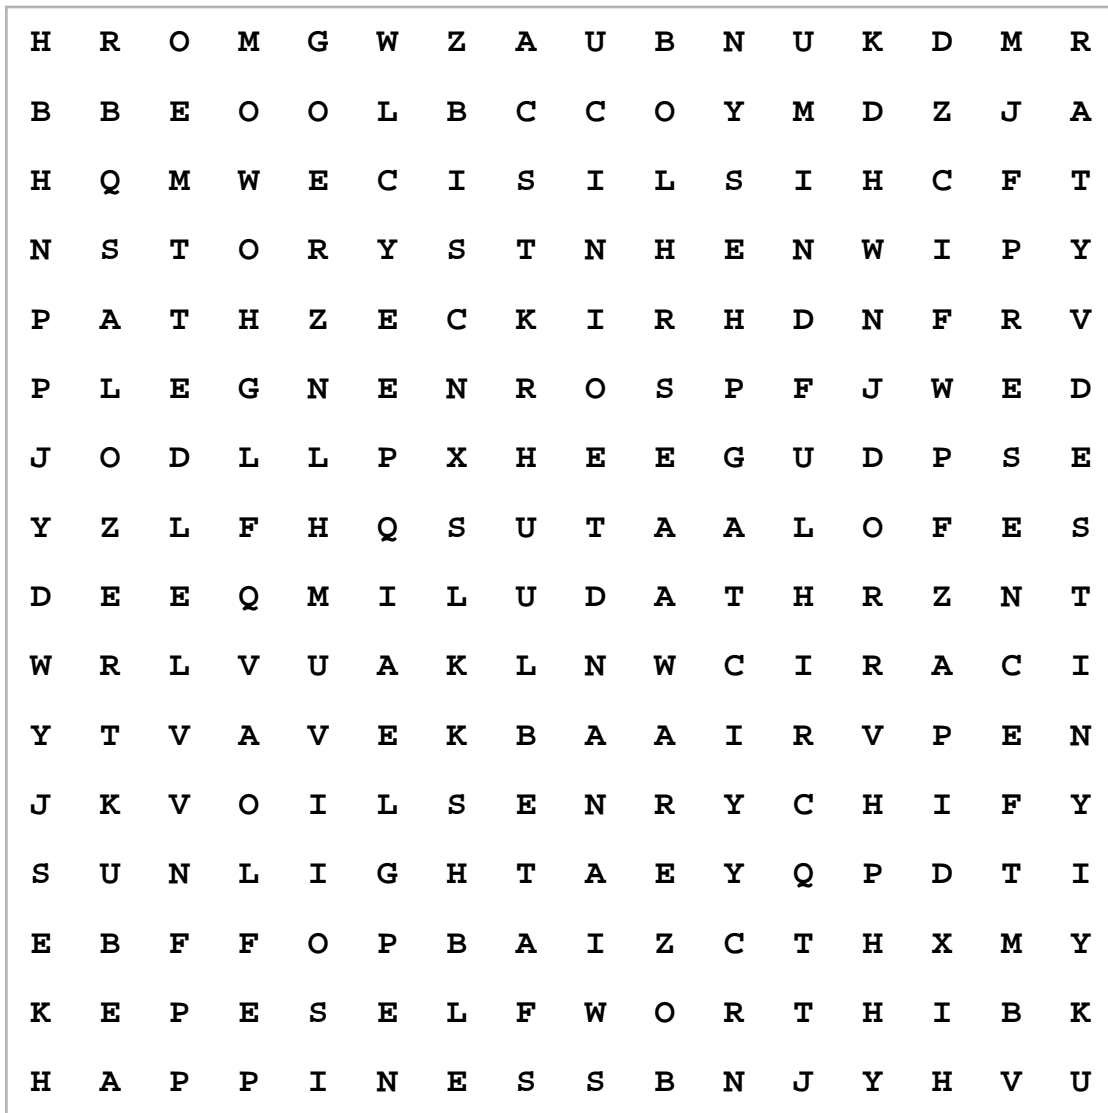 H R O M G W Z A U B N U K D M R
B B E O O L B C C O Y M D Z J A
H Q M W E C I S I L S I H C F T
N S T O R Y S T N H E N W I P Y
P A T H Z E C K I R H D N F R V
P L E G N E N R O S P F J W E D
J O D L L P X H E E G U D P S E
Y Z L F H Q S U T A A L O F E S
D E E Q M I L U D A T H R Z N T
W R L V U A K L N W C I R A C I
Y T V A V E K B A A I R V P E N
J K V O I L S E N R Y C H I F Y
S U N L I G H T A E Y Q P D T I
E B F F O P B A I Z C T H X M Y
K E P E S E L F W O R T H I B K
H A P P I N E S S B N J Y H V U